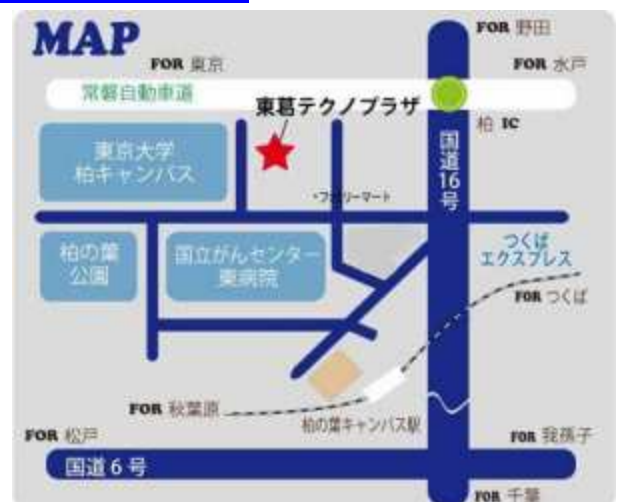 MAP
FOR 野田
FOR 東京
FOR 水戸
常磐自動車道
東葛テクノプラザ
柏 IC
東京大学
柏キャンパス
国道16号
・ファミリーマート
柏の葉
公園
国立がんセンター
東病院
つくば
エクスプレス
FOR つくば
FOR 秋葉原
柏の葉キャンパス駅
FOR 松戸
FOR 我孫子
国道6号
FOR 千葉